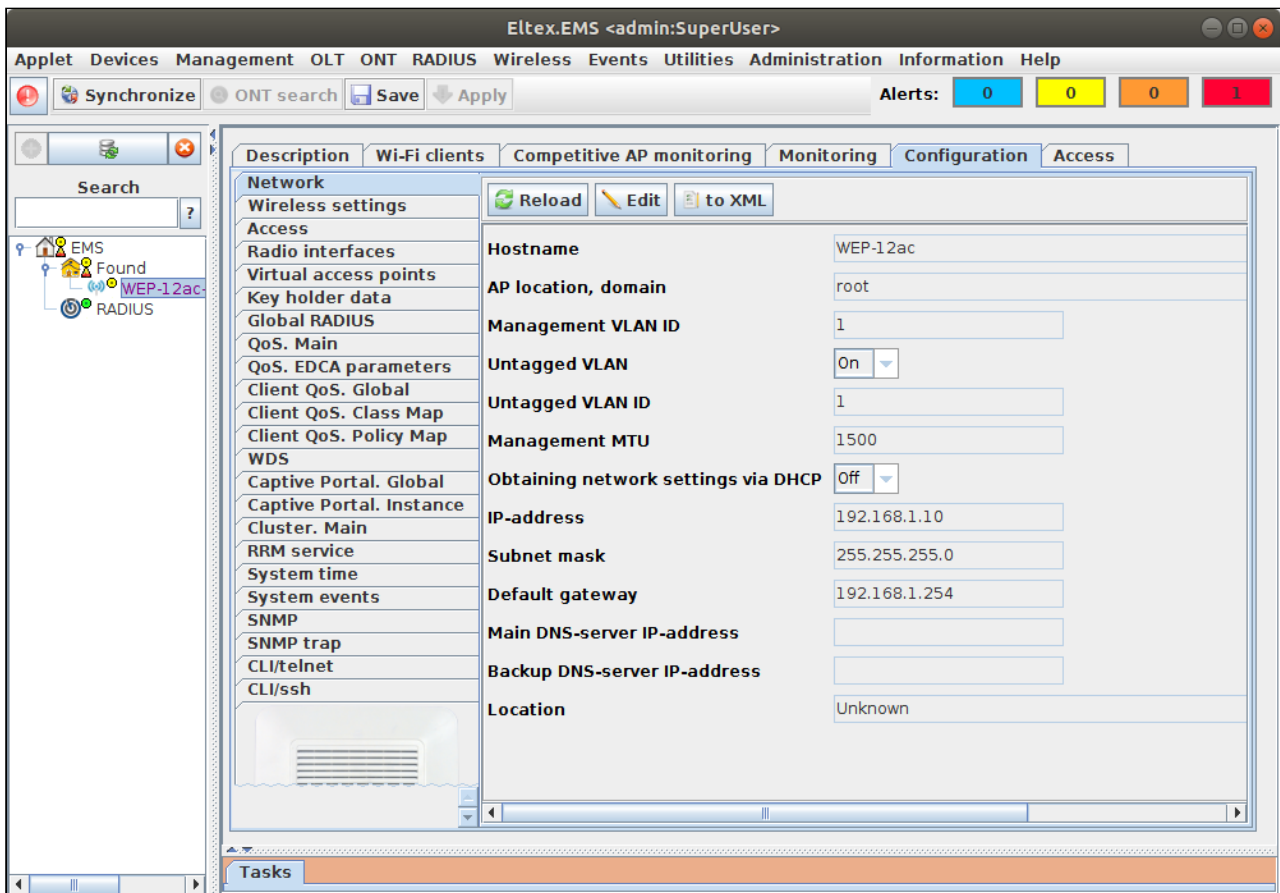 Eltex.EMS <admin:SuperUser>
Applet Devices Management OLT ONT RADIUS Wireless Events Utilities Administration Information Help
Synchronize ONT search Save Apply Alerts: 0 0 0 1
Search
?
EMS
Found
WEP-12ac-
RADIUS
Description Wi-Fi clients Competitive AP monitoring Monitoring Configuration Access
Network
Wireless settings
Access
Radio interfaces
Virtual access points
Key holder data
Global RADIUS
QoS. Main
QoS. EDCA parameters
Client QoS. Global
Client QoS. Class Map
Client QoS. Policy Map
WDS
Captive Portal. Global
Captive Portal. Instance
Cluster. Main
RRM service
System time
System events
SNMP
SNMP trap
CLI/telnet
CLI/ssh
Reload Edit to XML
Hostname WEP-12ac
AP location, domain root
Management VLAN ID 1
Untagged VLAN On
Untagged VLAN ID 1
Management MTU 1500
Obtaining network settings via DHCP Off
IP-address 192.168.1.10
Subnet mask 255.255.255.0
Default gateway 192.168.1.254
Main DNS-server IP-address
Backup DNS-server IP-address
Location Unknown
Tasks